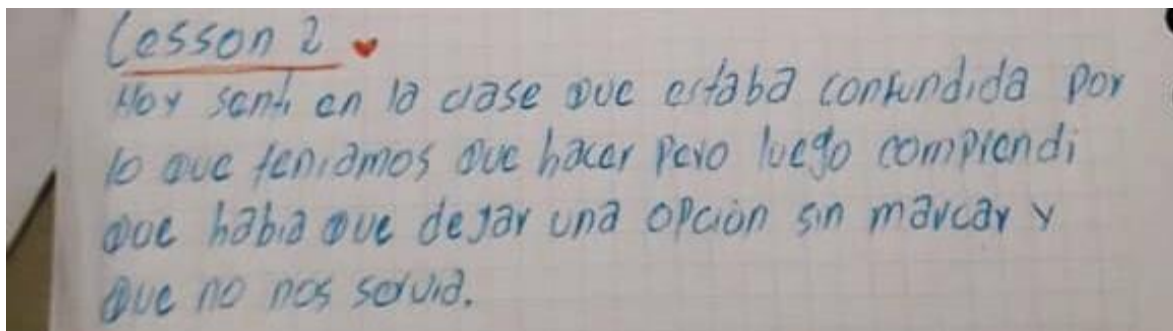 Lesson 2
Hoy senti en la clase que estaba confundida por
lo que teniamos que hacer pero luego comprendi
que habia que dejar una opción sin marcar y
que no nos servia.